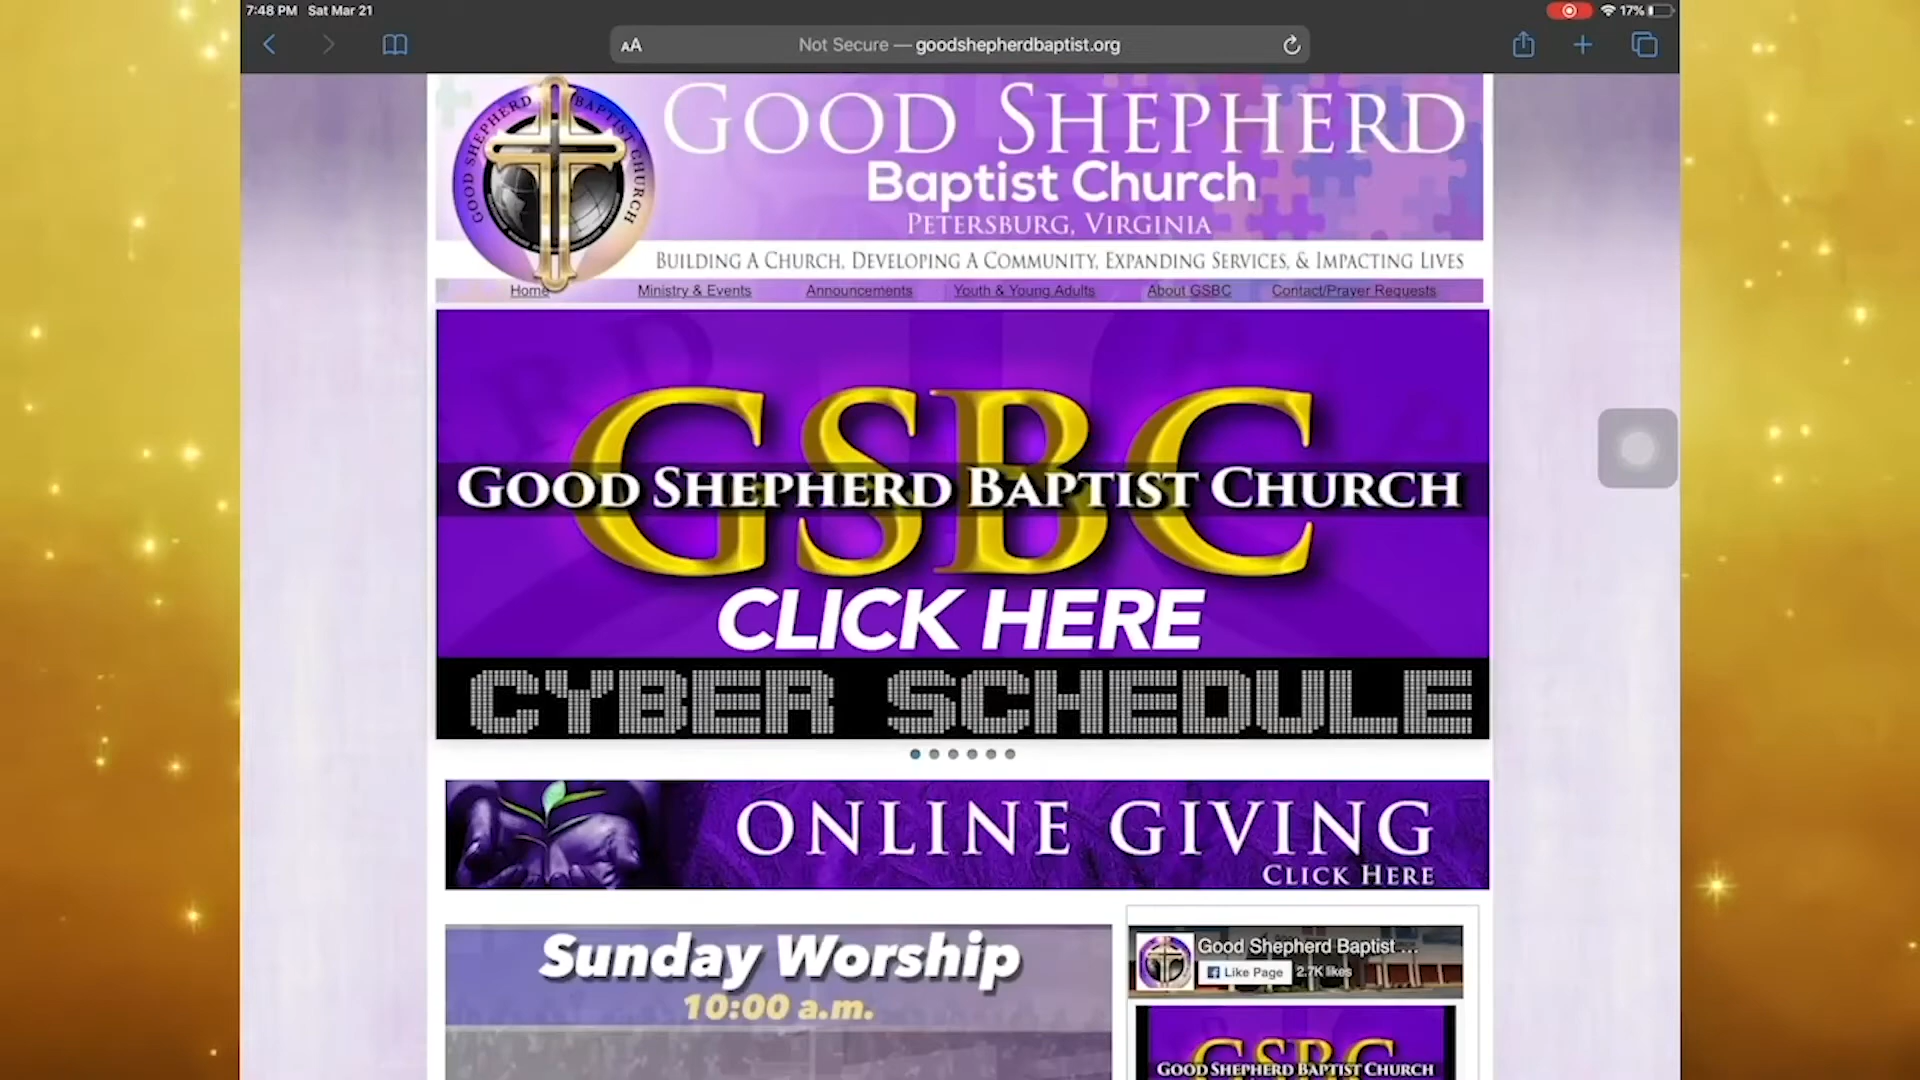 7:48 PM Sat Mar 21
17%
AA
Not Secure — goodshepherdbaptist.org
GOOD SHEPHERD BAPTIST CHURCH
GOOD SHEPHERD
Baptist Church
PETERSBURG, VIRGINIA
BUILDING A CHURCH, DEVELOPING A COMMUNITY, EXPANDING SERVICES, & IMPACTING LIVES
Home Ministry & Events Announcements Youth & Young Adults About GSBC Contact/Prayer Requests
GSBC
GOOD SHEPHERD BAPTIST CHURCH
CLICK HERE
CYBER SCHEDULE
ONLINE GIVING
CLICK HERE
Sunday Worship
10:00 a.m.
Good Shepherd Baptist ...
Like Page 2.7K likes
GSBC
GOOD SHEPHERD BAPTIST CHURCH